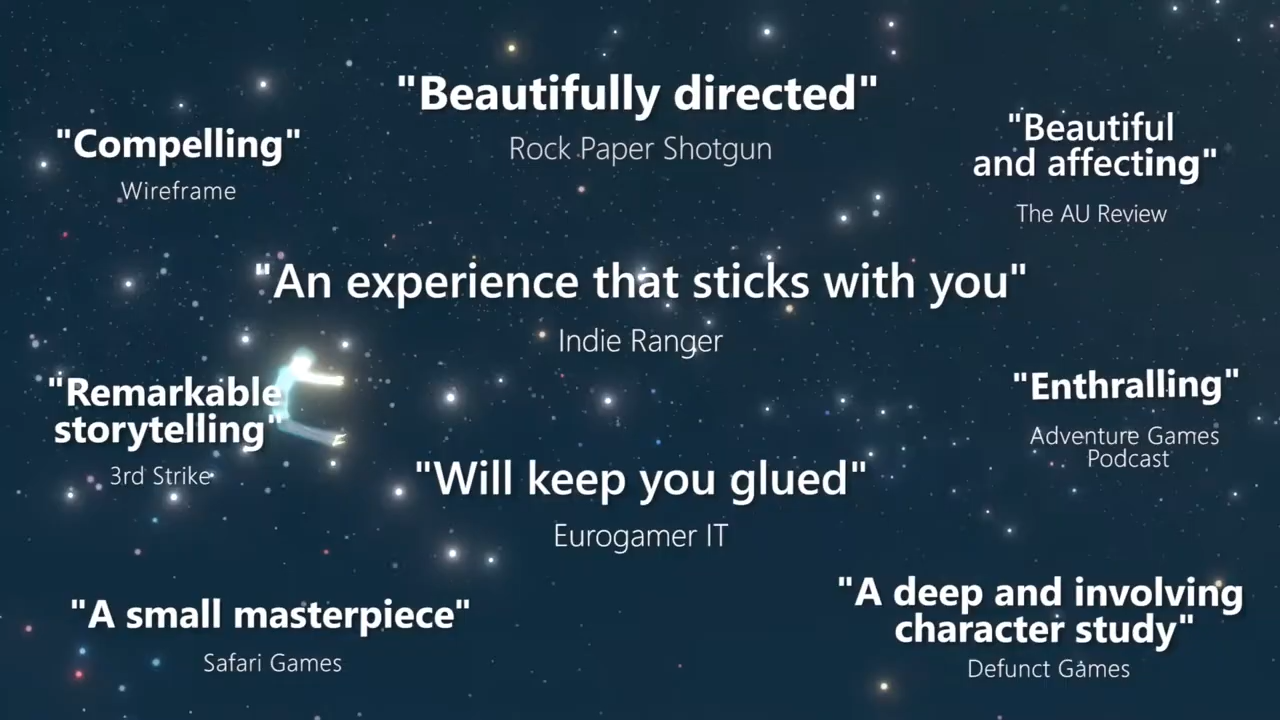 "Beautifully directed"
Rock Paper Shotgun
"Compelling"
Wireframe
"Beautiful
and affecting"
The AU Review
"An experience that sticks with you"
Indie Ranger
"Remarkable
storytelling"
3rd Strike
"Enthralling"
Adventure Games
Podcast
"Will keep you glued"
Eurogamer IT
"A small masterpiece"
Safari Games
"A deep and involving
character study"
Defunct Games